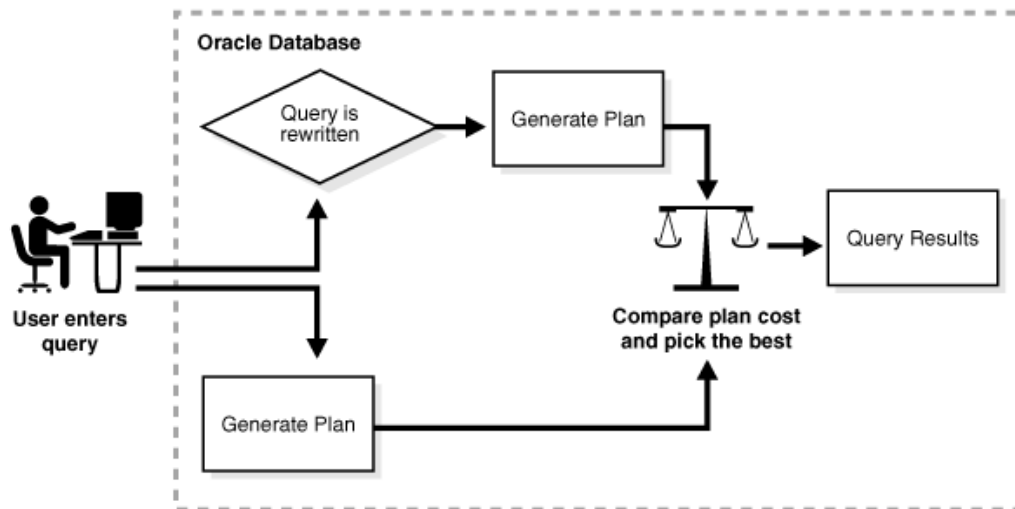 Oracle Database
Query is
rewritten
Generate Plan
Query Results
User enters
query
Compare plan cost
and pick the best
Generate Plan